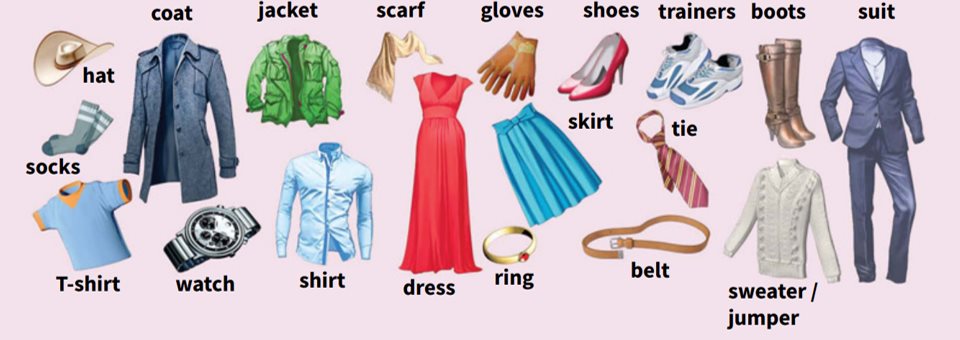 coat
jacket
scarf
gloves
shoes
trainers
boots
suit
hat
skirt
tie
socks
T-shirt
watch
shirt
dress
ring
belt
sweater /
jumper